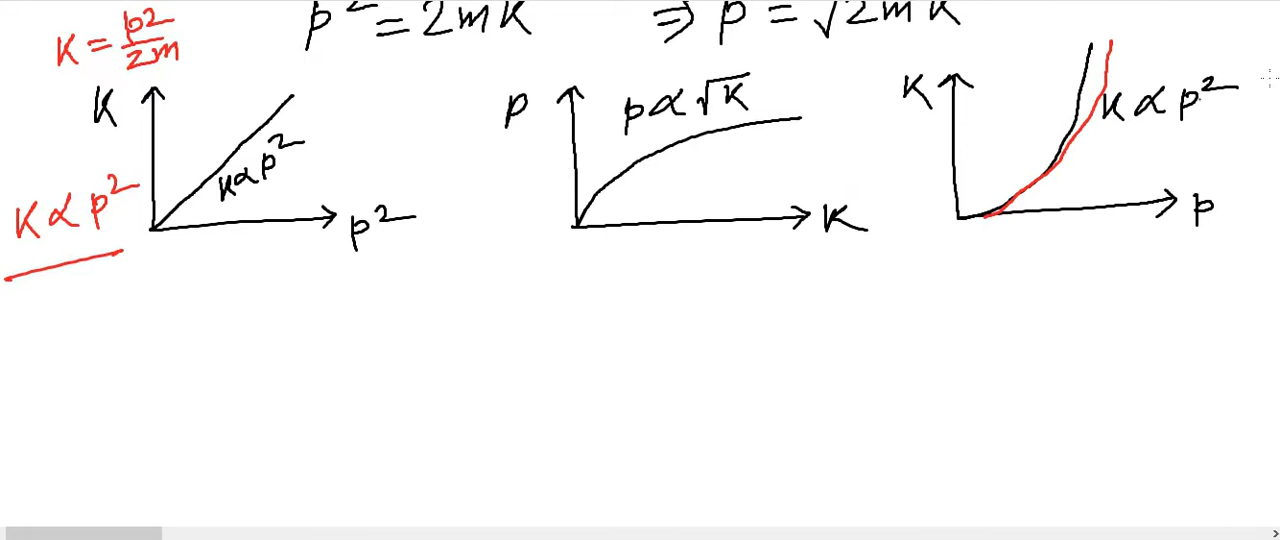 K = p²/2m
p² = 2mK ⇒ p = √2mK
K
K ∝ p²
p²
K ∝ p²
P
p ∝ √K
K
K
K ∝ p²
p